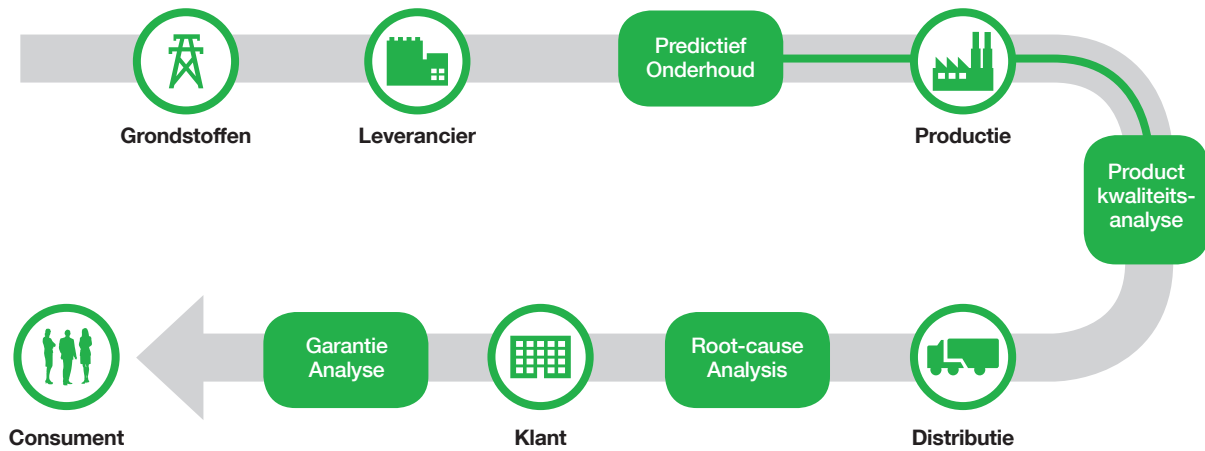 Predictief
Onderhoud
Grondstoffen
Leverancier
Productie
Product
kwaliteits-
analyse
Garantie
Analyse
Root-cause
Analysis
Consument
Klant
Distributie